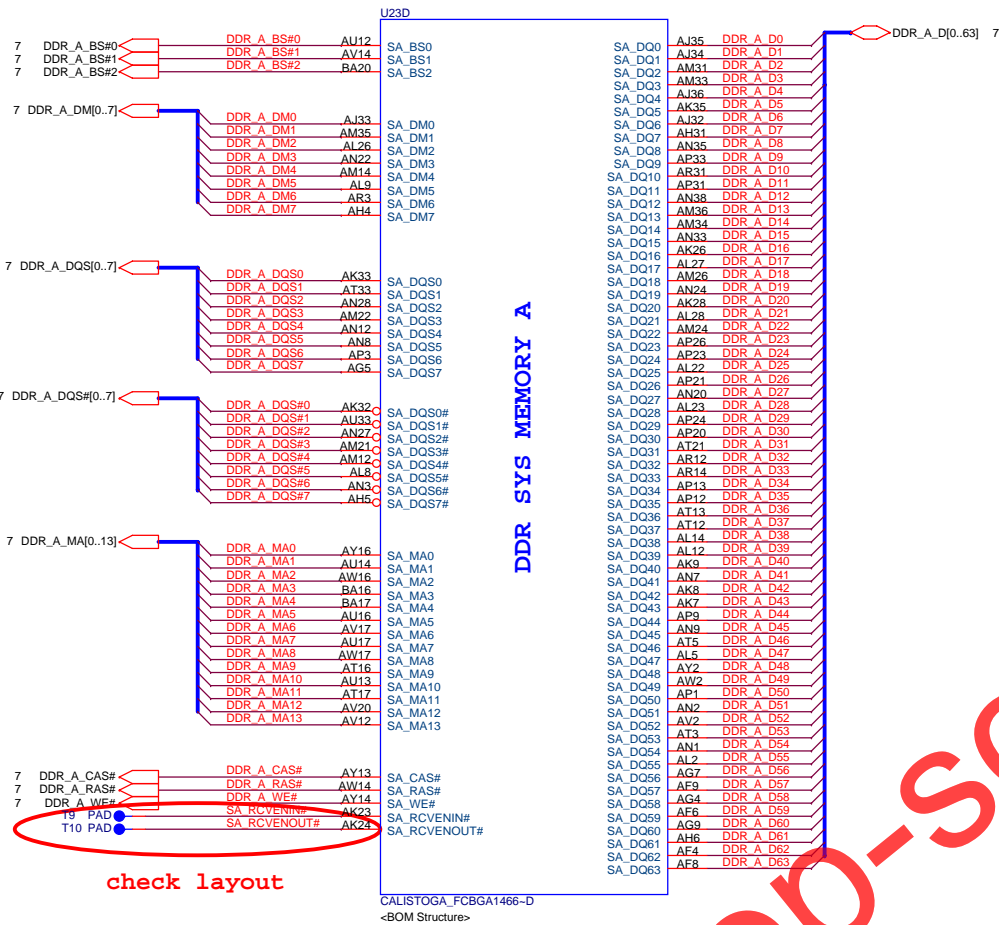 U23D
7 DDR_A_BS#0 DDR_A_BS#0 AU12 SA_BS0
7 DDR_A_BS#1 DDR_A_BS#1 AV14 SA_BS1
7 DDR_A_BS#2 DDR_A_BS#2 BA20 SA_BS2
7 DDR_A_DM[0..7]
DDR_A_DM0 AJ33 SA_DM0
DDR_A_DM1 AM35 SA_DM1
DDR_A_DM2 AL26 SA_DM2
DDR_A_DM3 AN22 SA_DM3
DDR_A_DM4 AM14 SA_DM4
DDR_A_DM5 AL9 SA_DM5
DDR_A_DM6 AR3 SA_DM6
DDR_A_DM7 AH4 SA_DM7
7 DDR_A_DQS[0..7]
DDR_A_DQS0 AK33 SA_DQS0
DDR_A_DQS1 AT33 SA_DQS1
DDR_A_DQS2 AN28 SA_DQS2
DDR_A_DQS3 AM22 SA_DQS3
DDR_A_DQS4 AN12 SA_DQS4
DDR_A_DQS5 AN8 SA_DQS5
DDR_A_DQS6 AP3 SA_DQS6
DDR_A_DQS7 AG5 SA_DQS7
7 DDR_A_DQS#[0..7]
DDR_A_DQS#0 AK32 SA_DQS0#
DDR_A_DQS#1 AU33 SA_DQS1#
DDR_A_DQS#2 AN27 SA_DQS2#
DDR_A_DQS#3 AM21 SA_DQS3#
DDR_A_DQS#4 AM12 SA_DQS4#
DDR_A_DQS#5 AL8 SA_DQS5#
DDR_A_DQS#6 AN3 SA_DQS6#
DDR_A_DQS#7 AH5 SA_DQS7#
7 DDR_A_MA[0..13]
DDR_A_MA0 AY16 SA_MA0
DDR_A_MA1 AU14 SA_MA1
DDR_A_MA2 AW16 SA_MA2
DDR_A_MA3 BA16 SA_MA3
DDR_A_MA4 BA17 SA_MA4
DDR_A_MA5 AU16 SA_MA5
DDR_A_MA6 AV17 SA_MA6
DDR_A_MA7 AU17 SA_MA7
DDR_A_MA8 AW17 SA_MA8
DDR_A_MA9 AT16 SA_MA9
DDR_A_MA10 AU13 SA_MA10
DDR_A_MA11 AT17 SA_MA11
DDR_A_MA12 AV20 SA_MA12
DDR_A_MA13 AV12 SA_MA13
7 DDR_A_CAS# DDR_A_CAS# AY13 SA_CAS#
7 DDR_A_RAS# DDR_A_RAS# AW14 SA_RAS#
7 DDR_A_WE# DDR_A_WE# AY14 SA_WE#
T9 PAD SA_RCVENIN# AK23 SA_RCVENIN#
T10 PAD SA_RCVENOUT# AK24 SA_RCVENOUT#
check layout
DDR SYS MEMORY A
DDR_A_D[0..63] 7
SA_DQ0 AJ35 DDR_A_D0
SA_DQ1 AJ34 DDR_A_D1
SA_DQ2 AM31 DDR_A_D2
SA_DQ3 AM33 DDR_A_D3
SA_DQ4 AJ36 DDR_A_D4
SA_DQ5 AK35 DDR_A_D5
SA_DQ6 AJ32 DDR_A_D6
SA_DQ7 AH31 DDR_A_D7
SA_DQ8 AN35 DDR_A_D8
SA_DQ9 AP33 DDR_A_D9
SA_DQ10 AR31 DDR_A_D10
SA_DQ11 AP31 DDR_A_D11
SA_DQ12 AN38 DDR_A_D12
SA_DQ13 AM36 DDR_A_D13
SA_DQ14 AM34 DDR_A_D14
SA_DQ15 AN33 DDR_A_D15
SA_DQ16 AK26 DDR_A_D16
SA_DQ17 AL27 DDR_A_D17
SA_DQ18 AM26 DDR_A_D18
SA_DQ19 AN24 DDR_A_D19
SA_DQ20 AK28 DDR_A_D20
SA_DQ21 AL28 DDR_A_D21
SA_DQ22 AM24 DDR_A_D22
SA_DQ23 AP26 DDR_A_D23
SA_DQ24 AP23 DDR_A_D24
SA_DQ25 AL22 DDR_A_D25
SA_DQ26 AP21 DDR_A_D26
SA_DQ27 AN20 DDR_A_D27
SA_DQ28 AL23 DDR_A_D28
SA_DQ29 AP24 DDR_A_D29
SA_DQ30 AP20 DDR_A_D30
SA_DQ31 AT21 DDR_A_D31
SA_DQ32 AR12 DDR_A_D32
SA_DQ33 AR14 DDR_A_D33
SA_DQ34 AP13 DDR_A_D34
SA_DQ35 AP12 DDR_A_D35
SA_DQ36 AT13 DDR_A_D36
SA_DQ37 AT12 DDR_A_D37
SA_DQ38 AL14 DDR_A_D38
SA_DQ39 AL12 DDR_A_D39
SA_DQ40 AK9 DDR_A_D40
SA_DQ41 AN7 DDR_A_D41
SA_DQ42 AK8 DDR_A_D42
SA_DQ43 AK7 DDR_A_D43
SA_DQ44 AP9 DDR_A_D44
SA_DQ45 AN9 DDR_A_D45
SA_DQ46 AT5 DDR_A_D46
SA_DQ47 AL5 DDR_A_D47
SA_DQ48 AY2 DDR_A_D48
SA_DQ49 AW2 DDR_A_D49
SA_DQ50 AP1 DDR_A_D50
SA_DQ51 AN2 DDR_A_D51
SA_DQ52 AV2 DDR_A_D52
SA_DQ53 AT3 DDR_A_D53
SA_DQ54 AN1 DDR_A_D54
SA_DQ55 AL2 DDR_A_D55
SA_DQ56 AG7 DDR_A_D56
SA_DQ57 AF9 DDR_A_D57
SA_DQ58 AG4 DDR_A_D58
SA_DQ59 AF6 DDR_A_D59
SA_DQ60 AG9 DDR_A_D60
SA_DQ61 AH6 DDR_A_D61
SA_DQ62 AF4 DDR_A_D62
SA_DQ63 AF8 DDR_A_D63
CALISTOGA_FCBGA1466~D
<BOM Structure>